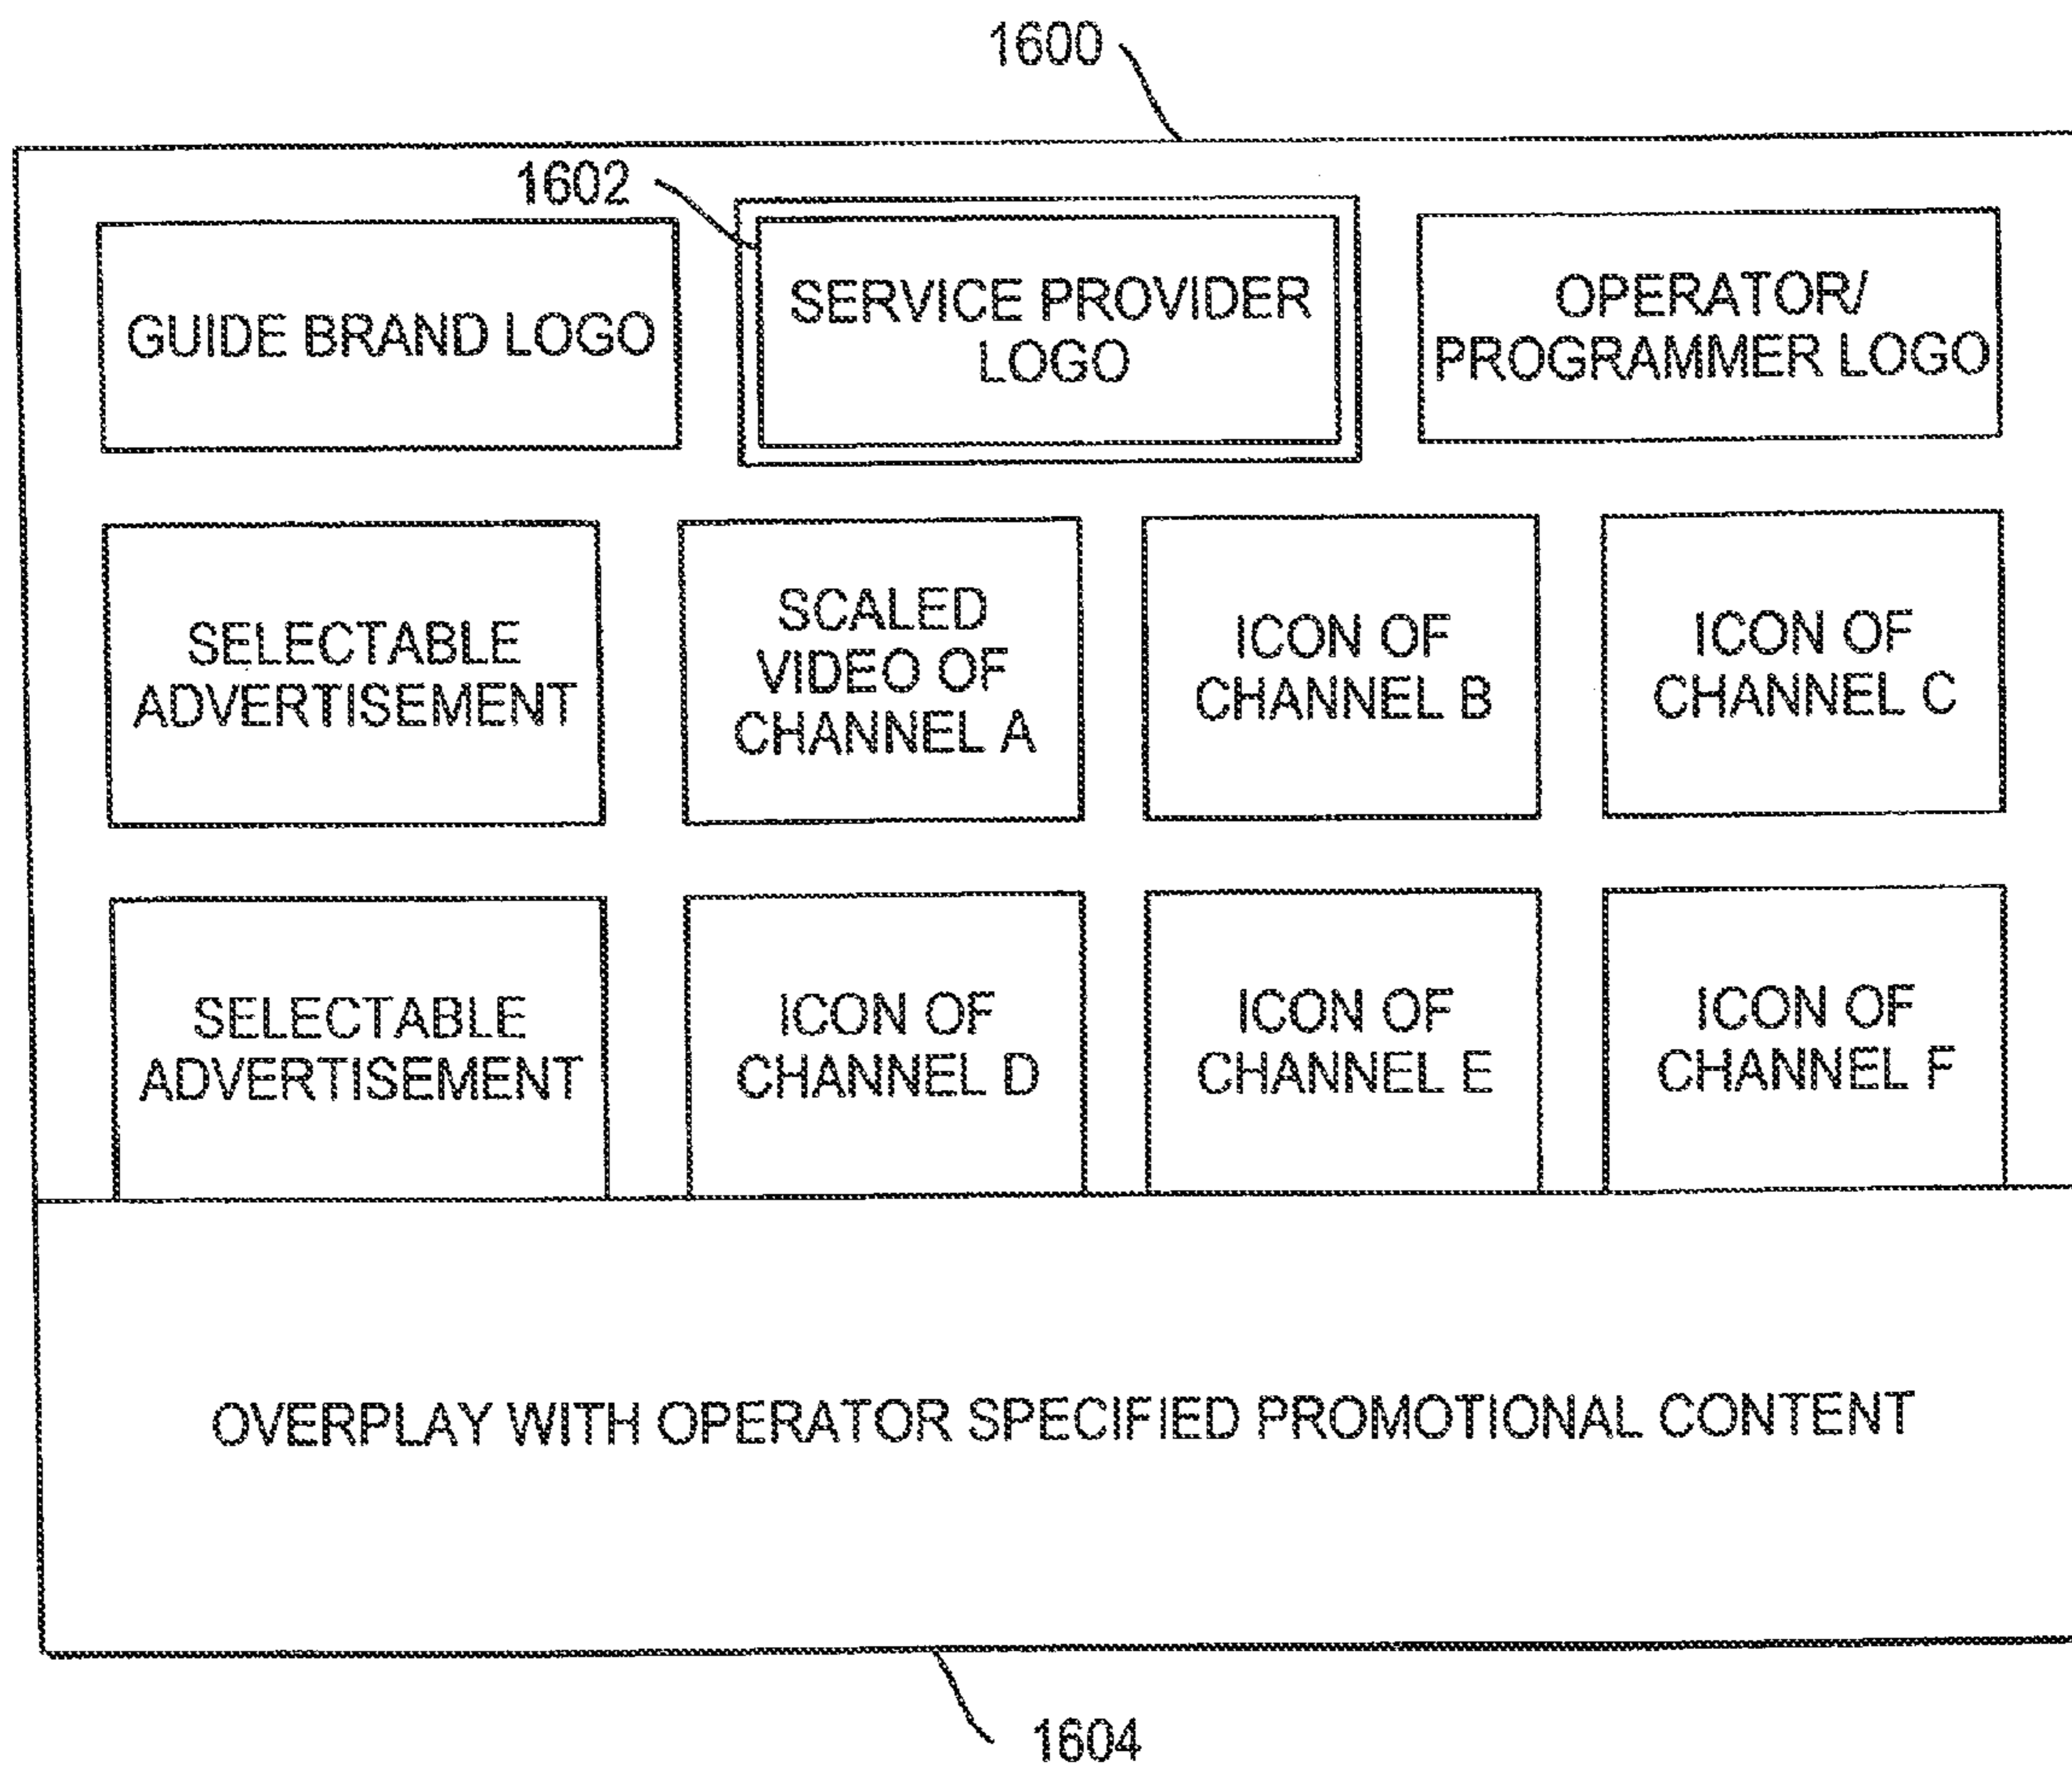 1600
1602
GUIDE BRAND LOGO
SERVICE PROVIDER
LOGO
OPERATOR/
PROGRAMMER LOGO
SELECTABLE
ADVERTISEMENT
SCALED
VIDEO OF
CHANNEL A
ICON OF
CHANNEL B
ICON OF
CHANNEL C
SELECTABLE
ADVERTISEMENT
ICON OF
CHANNEL D
ICON OF
CHANNEL E
ICON OF
CHANNEL F
OVERPLAY WITH OPERATOR SPECIFIED PROMOTIONAL CONTENT
1604